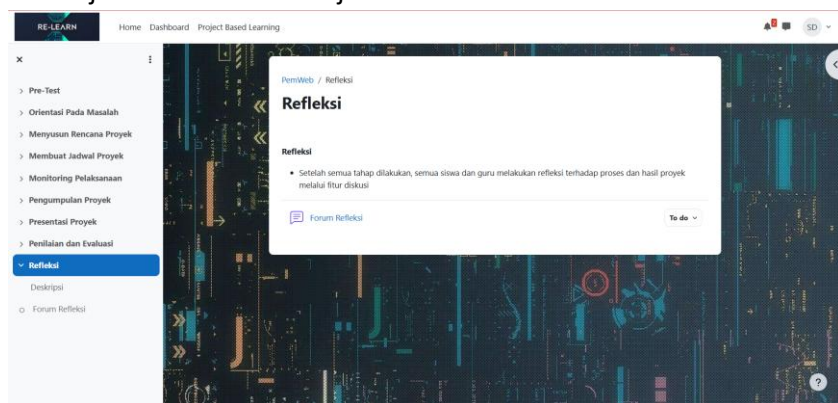 RE-LEARN
Home Dashboard Project Based Learning
SD
Pre-Test
Orientasi Pada Masalah
Menyusun Rencana Proyek
Membuat Jadwal Proyek
Monitoring Pelaksanaan
Pengumpulan Proyek
Presentasi Proyek
Penilaian dan Evaluasi
Refleksi
Deskripsi
Forum Refleksi
PemWeb / Refleksi
Refleksi
Refleksi
• Setelah semua tahap dilakukan, semua siswa dan guru melakukan refleksi terhadap proses dan hasil proyek
melalui fitur diskusi
Forum Refleksi
To do
?